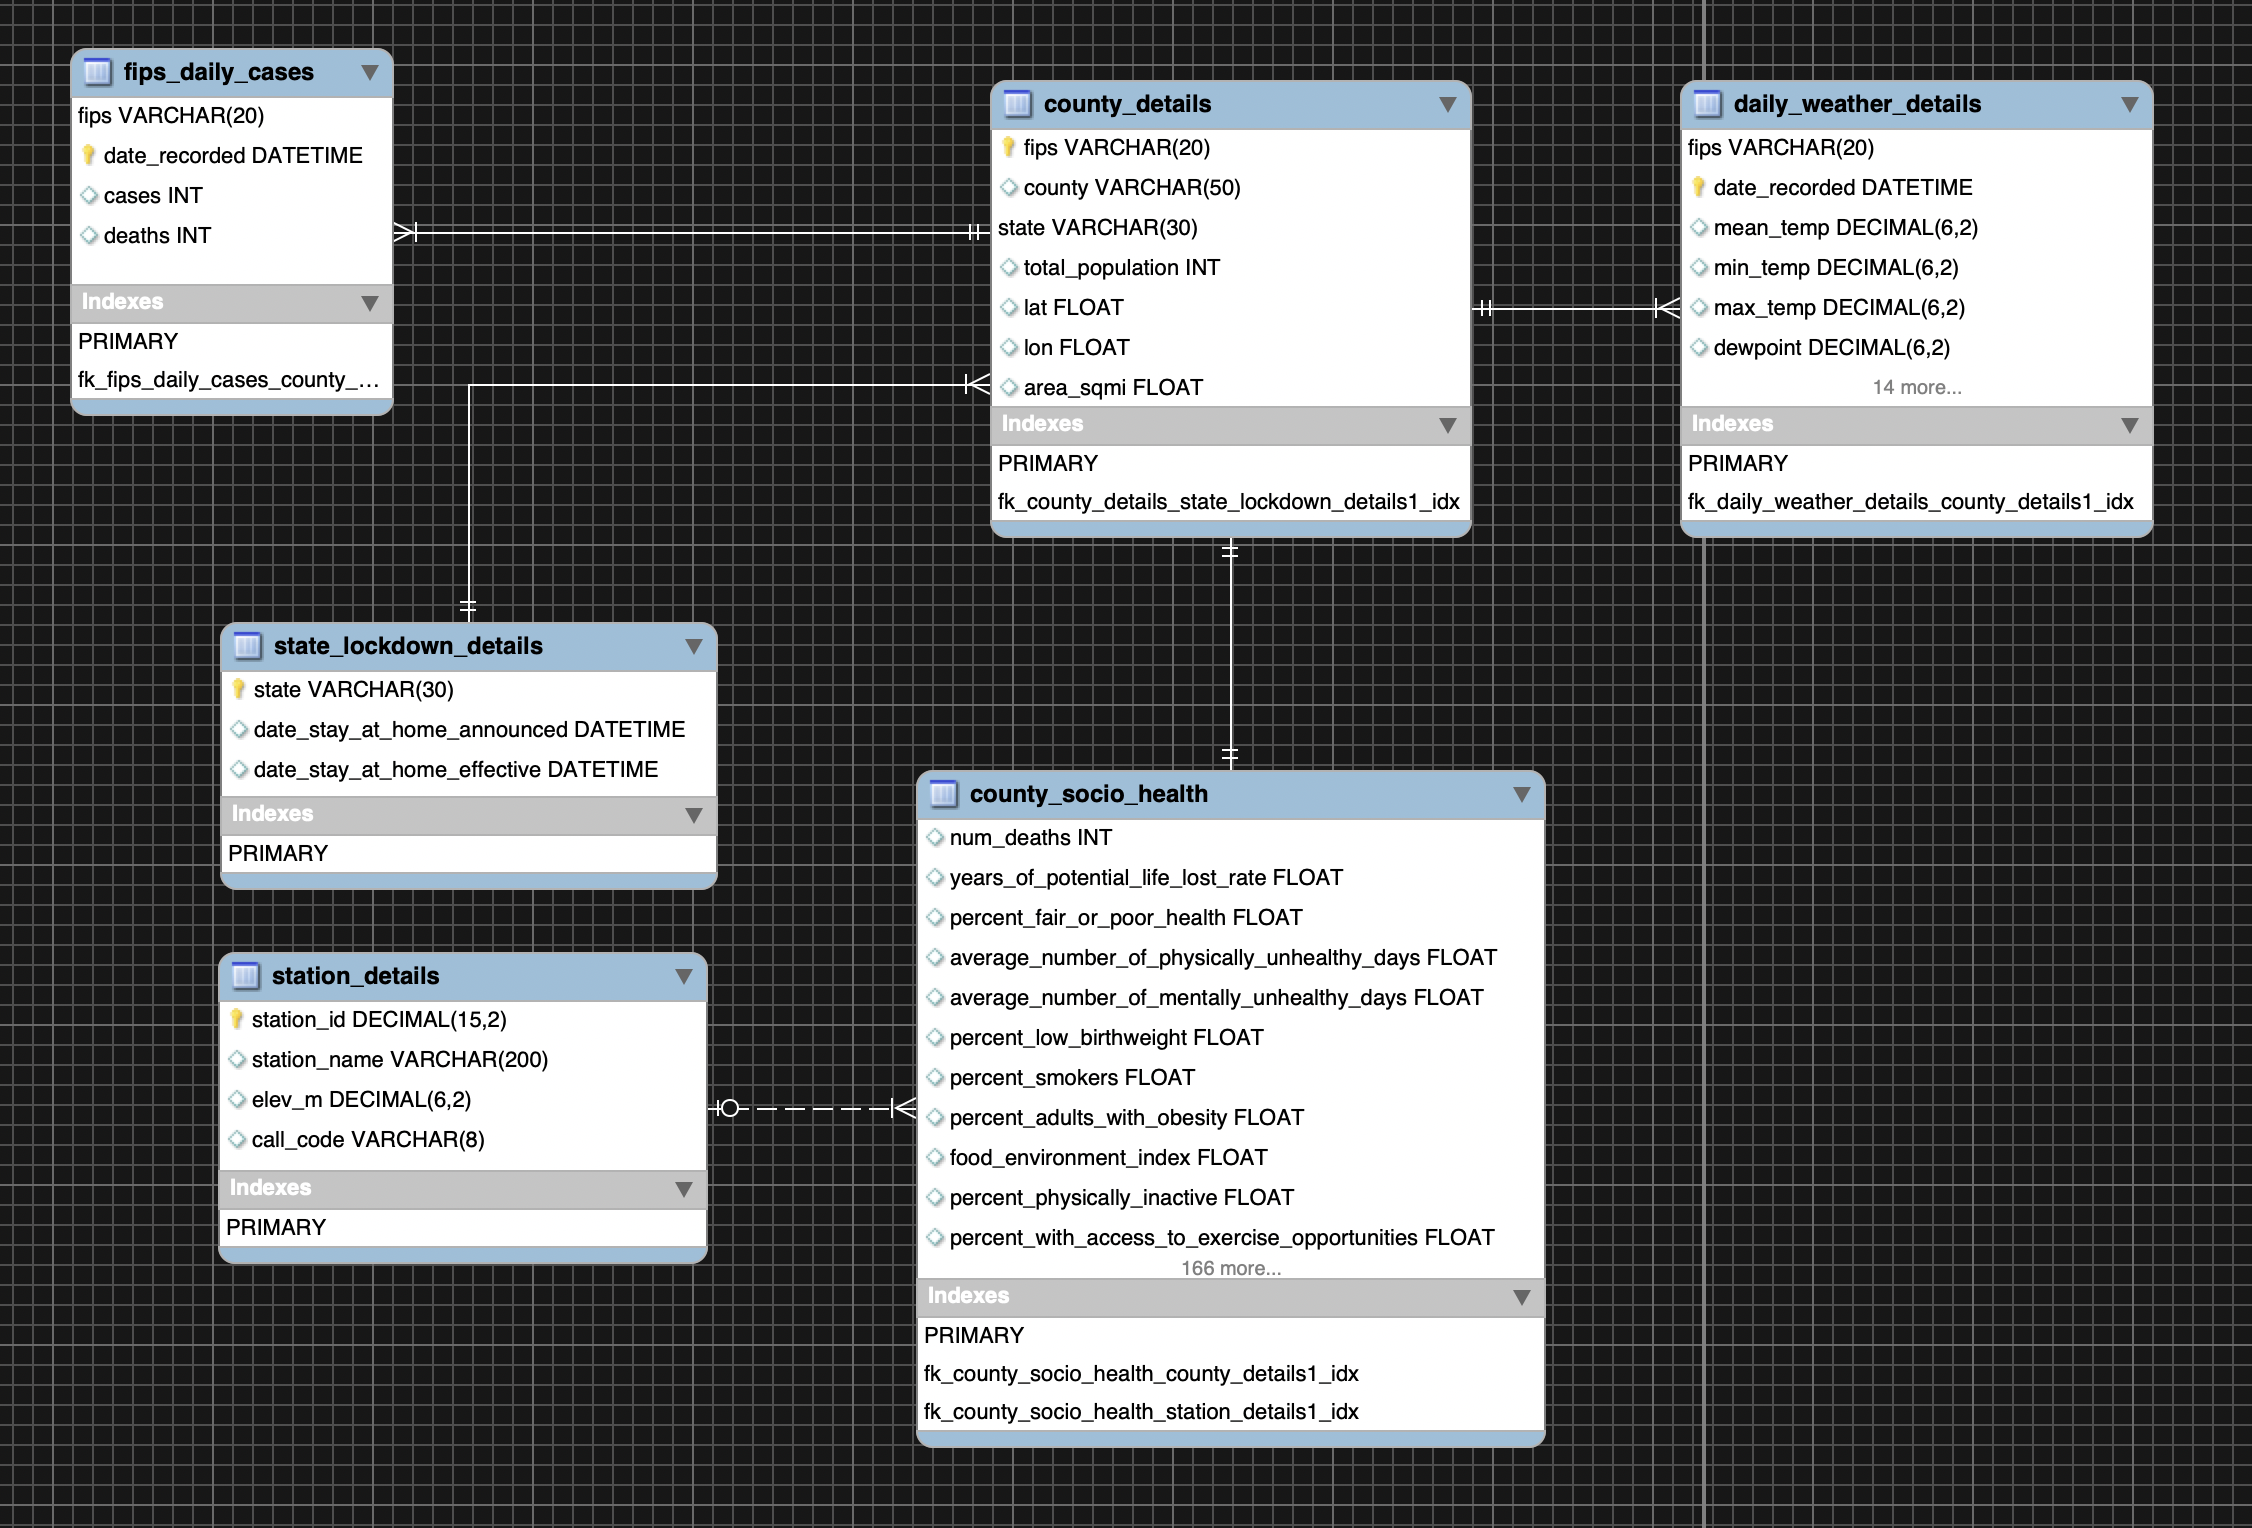 fips_daily_cases
fips VARCHAR(20)
date_recorded DATETIME
cases INT
deaths INT
Indexes
PRIMARY
fk_fips_daily_cases_county_...
county_details
fips VARCHAR(20)
county VARCHAR(50)
state VARCHAR(30)
total_population INT
lat FLOAT
lon FLOAT
area_sqmi FLOAT
Indexes
PRIMARY
fk_county_details_state_lockdown_details1_idx
daily_weather_details
fips VARCHAR(20)
date_recorded DATETIME
mean_temp DECIMAL(6,2)
min_temp DECIMAL(6,2)
max_temp DECIMAL(6,2)
dewpoint DECIMAL(6,2)
14 more...
Indexes
PRIMARY
fk_daily_weather_details_county_details1_idx
state_lockdown_details
state VARCHAR(30)
date_stay_at_home_announced DATETIME
date_stay_at_home_effective DATETIME
Indexes
PRIMARY
station_details
station_id DECIMAL(15,2)
station_name VARCHAR(200)
elev_m DECIMAL(6,2)
call_code VARCHAR(8)
Indexes
PRIMARY
county_socio_health
num_deaths INT
years_of_potential_life_lost_rate FLOAT
percent_fair_or_poor_health FLOAT
average_number_of_physically_unhealthy_days FLOAT
average_number_of_mentally_unhealthy_days FLOAT
percent_low_birthweight FLOAT
percent_smokers FLOAT
percent_adults_with_obesity FLOAT
food_environment_index FLOAT
percent_physically_inactive FLOAT
percent_with_access_to_exercise_opportunities FLOAT
166 more...
Indexes
PRIMARY
fk_county_socio_health_county_details1_idx
fk_county_socio_health_station_details1_idx